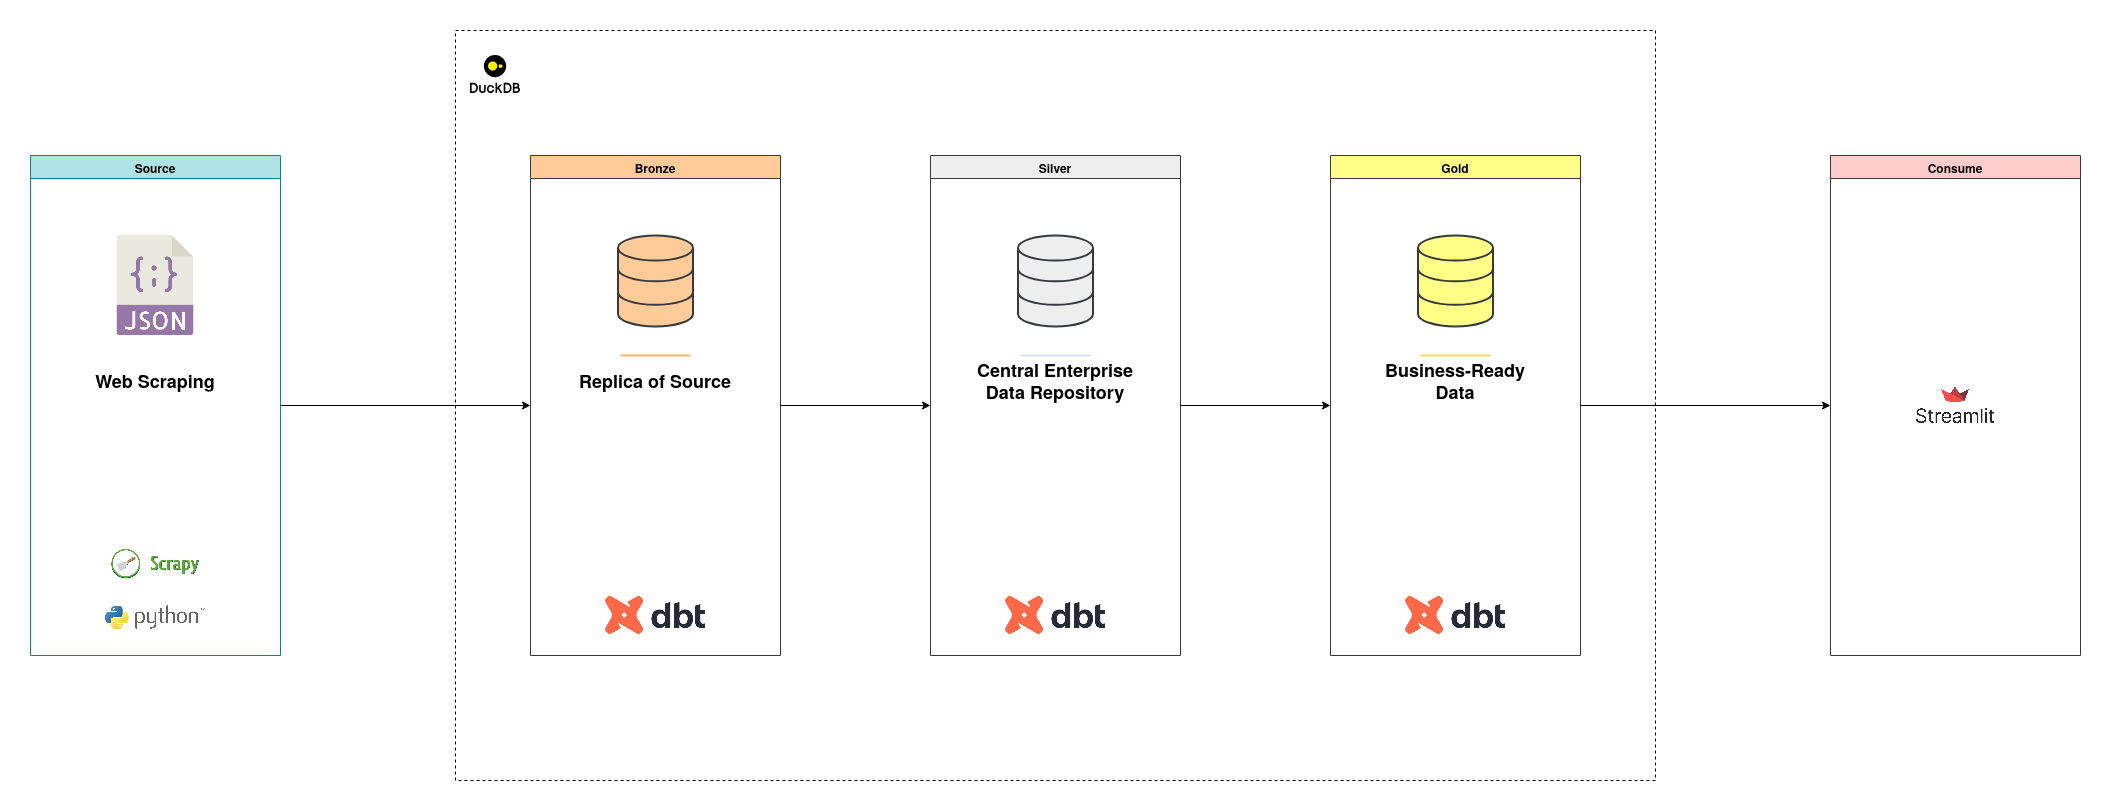 DuckDB
Source
{;}
JSON
Web Scraping
Scrapy
python™
Bronze
Replica of Source
dbt
Silver
Central Enterprise
Data Repository
dbt
Gold
Business-Ready
Data
dbt
Consume
Streamlit